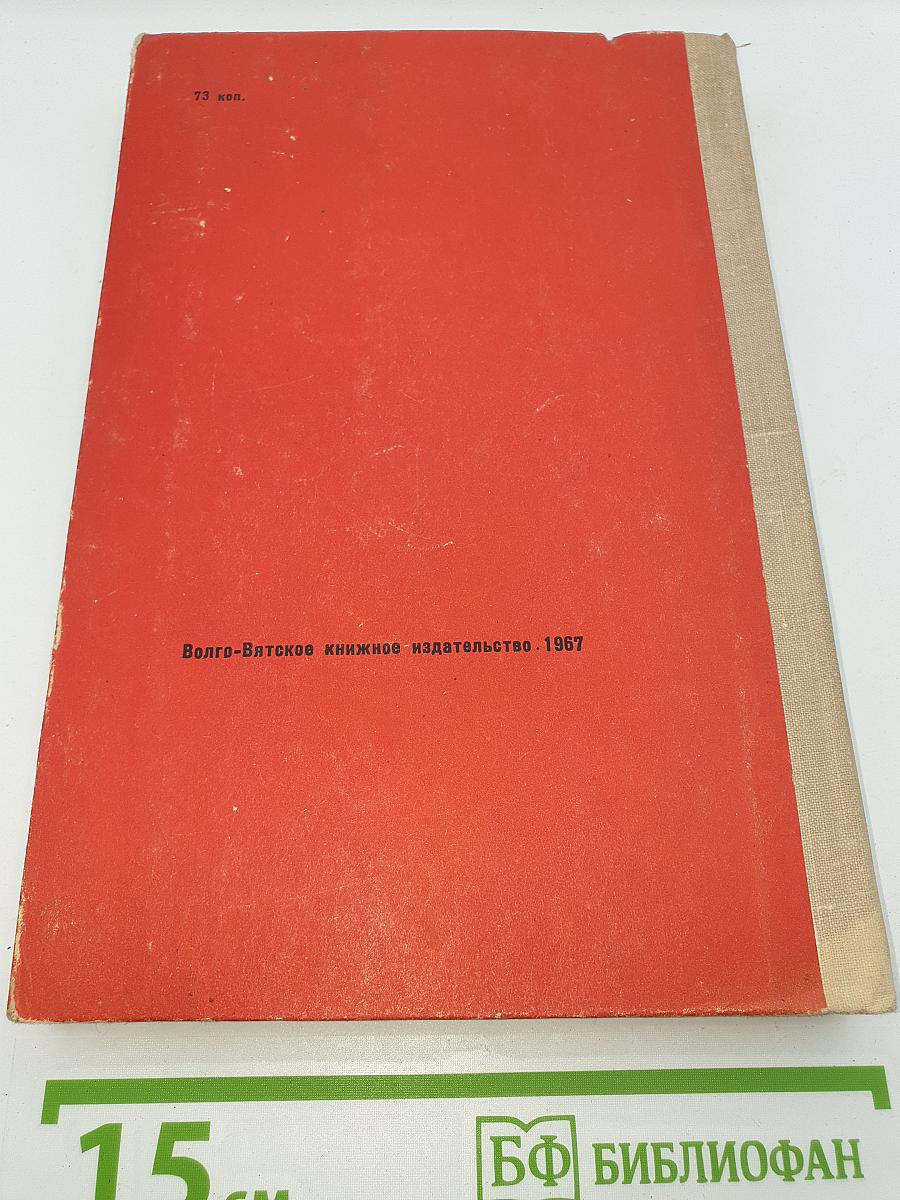 73 коп.
Волго-Вятское книжное издательство · 1967
15 см
БФ БИБЛИОФАН